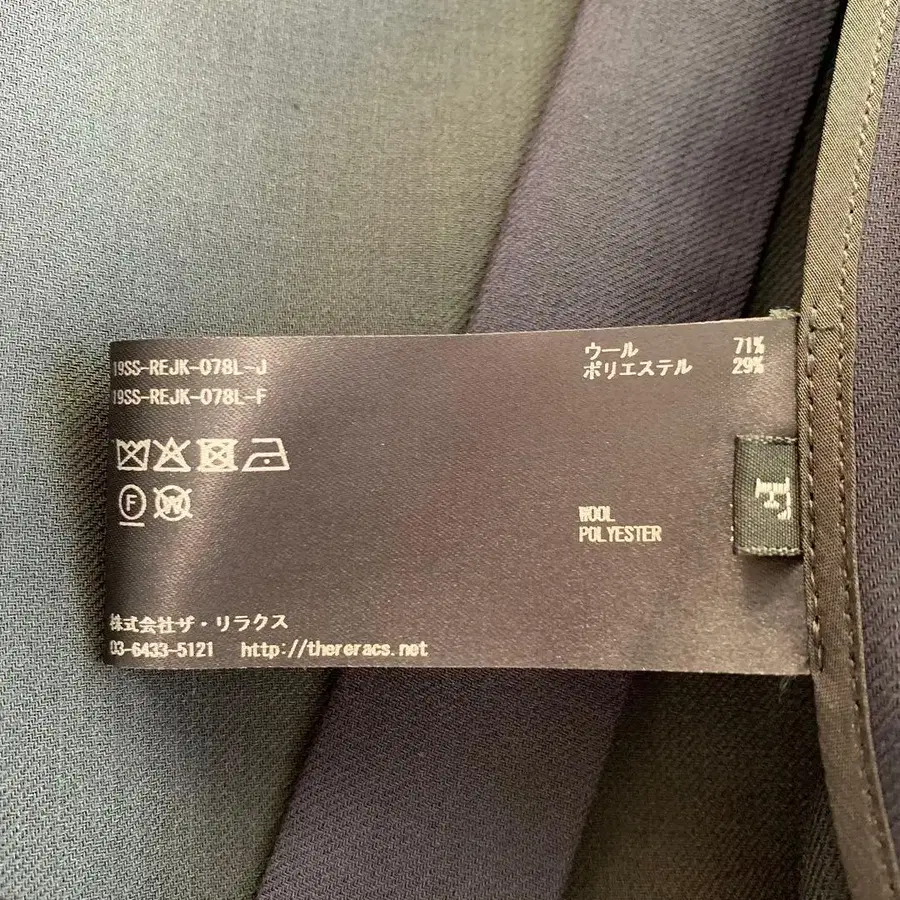 19SS-REJK-078L-J
19SS-REJK-078L-F
ウール 71%
ポリエステル 29%
F
W
WOOL
POLYESTER
株式会社ザ・リラクス
03-6433-5121 http://thereracs.net